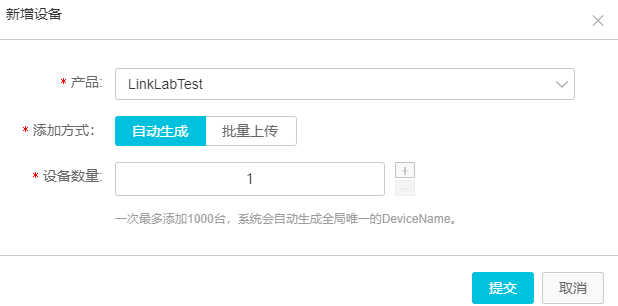 新增设备
* 产品: LinkLabTest
* 添加方式: 自动生成 批量上传
* 设备数量: 1
一次最多添加1000台，系统会自动生成全局唯一的DeviceName。
提交 取消